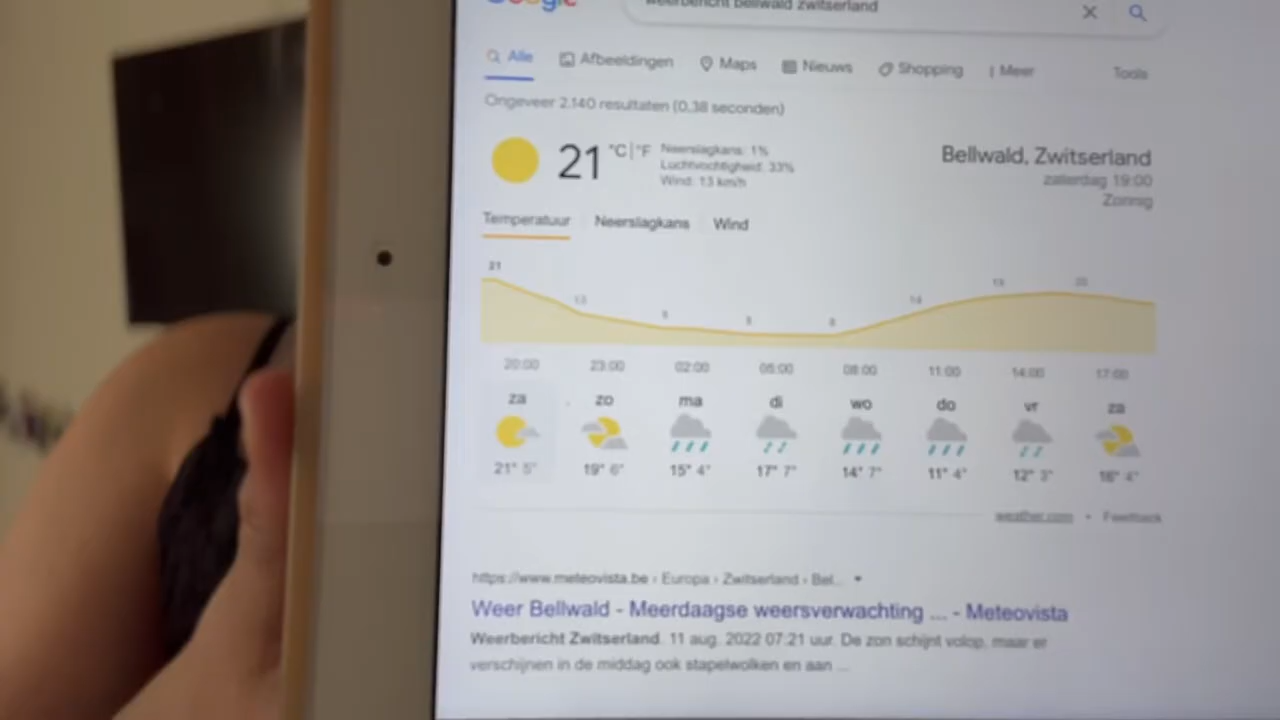 Google
weerbericht bellwald zwitserland
Alle Afbeeldingen Maps Nieuws Shopping Meer Tools
Ongeveer 2.140 resultaten (0,38 seconden)
21 °C | °F
Neerslagkans: 1%
Luchtvochtigheid: 33%
Wind: 13 km/h
Bellwald, Zwitserland
zaterdag 19:00
Zonnig
Temperatuur Neerslagkans Wind
21 14 19 20
20:00 23:00 02:00 05:00 08:00 11:00 14:00 17:00
za zo ma di wo do vr za
21° 5° 19° 6° 15° 4° 17° 7° 14° 7° 11° 4° 12° 3° 16° 4°
weather.com • Feedback
https://www.meteovista.be › Europa › Zwitserland › Bel...
Weer Bellwald - Meerdaagse weersverwachting ... - Meteovista
Weerbericht Zwitserland. 11 aug. 2022 07:21 uur. De zon schijnt volop, maar er
verschijnen in de middag ook stapelwolken en aan ...